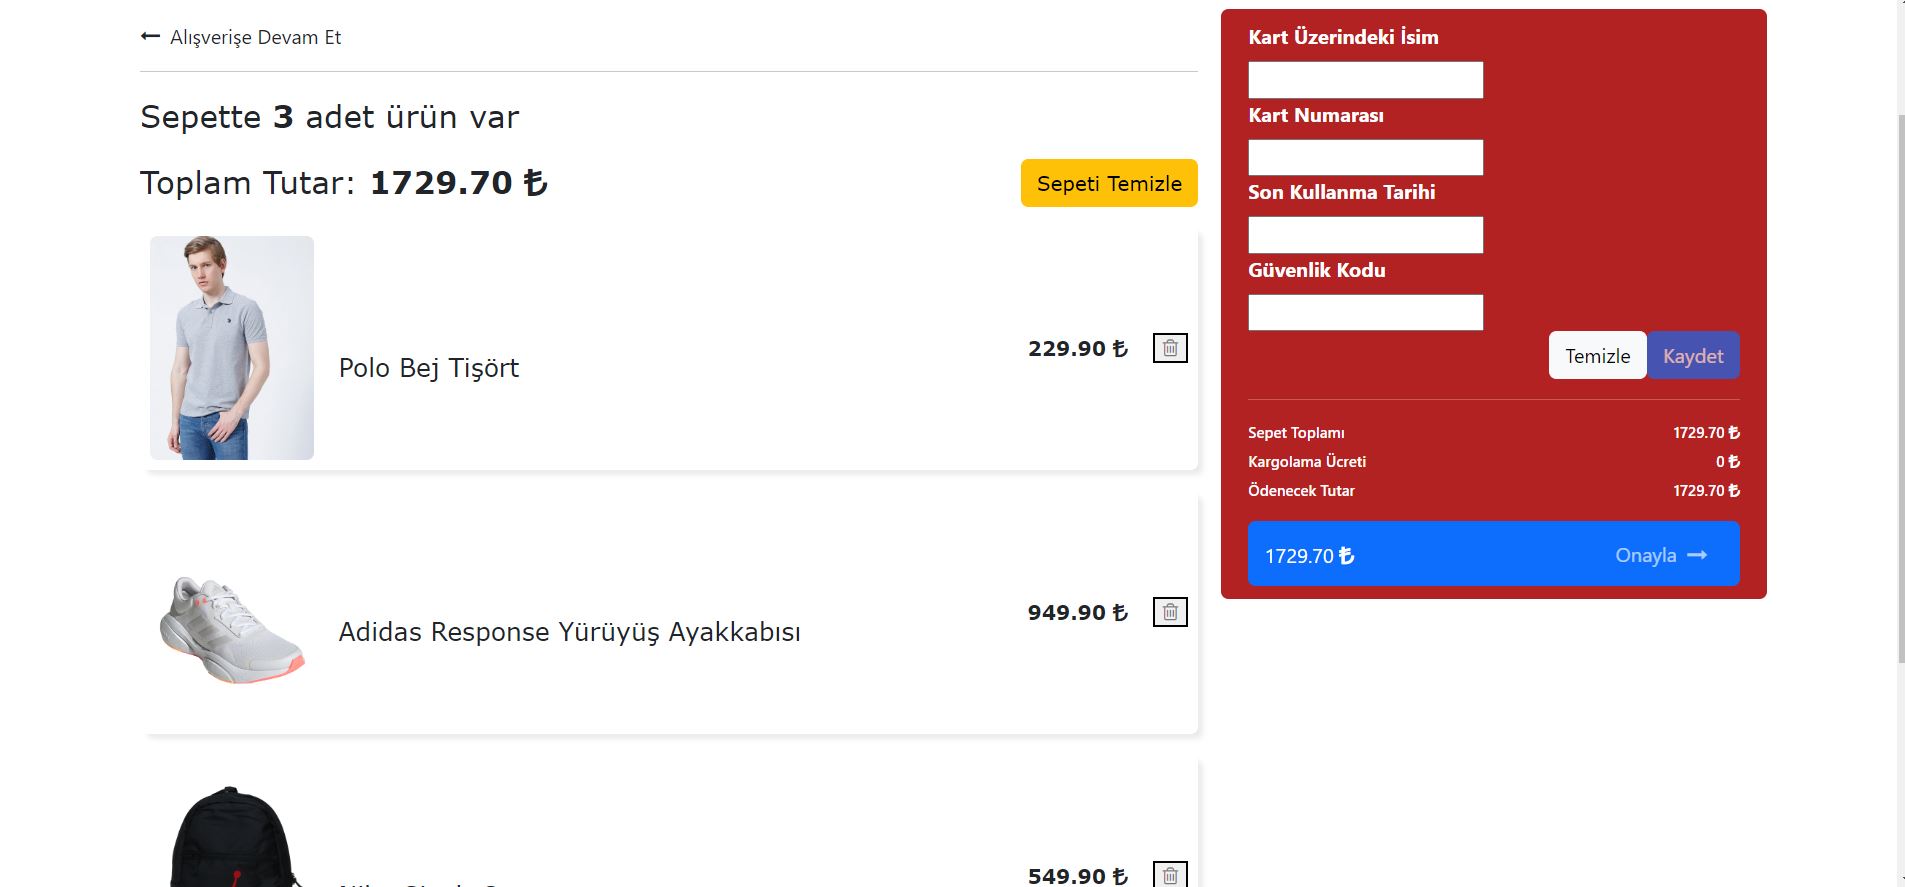 Alışverişe Devam Et
Sepette 3 adet ürün var
Toplam Tutar: 1729.70 ₺
Sepeti Temizle
Polo Bej Tişört
229.90 ₺
Adidas Response Yürüyüş Ayakkabısı
949.90 ₺
549.90 ₺
Kart Üzerindeki İsim
Kart Numarası
Son Kullanma Tarihi
Güvenlik Kodu
Temizle
Kaydet
Sepet Toplamı 1729.70 ₺
Kargolama Ücreti 0 ₺
Ödenecek Tutar 1729.70 ₺
1729.70 ₺ Onayla